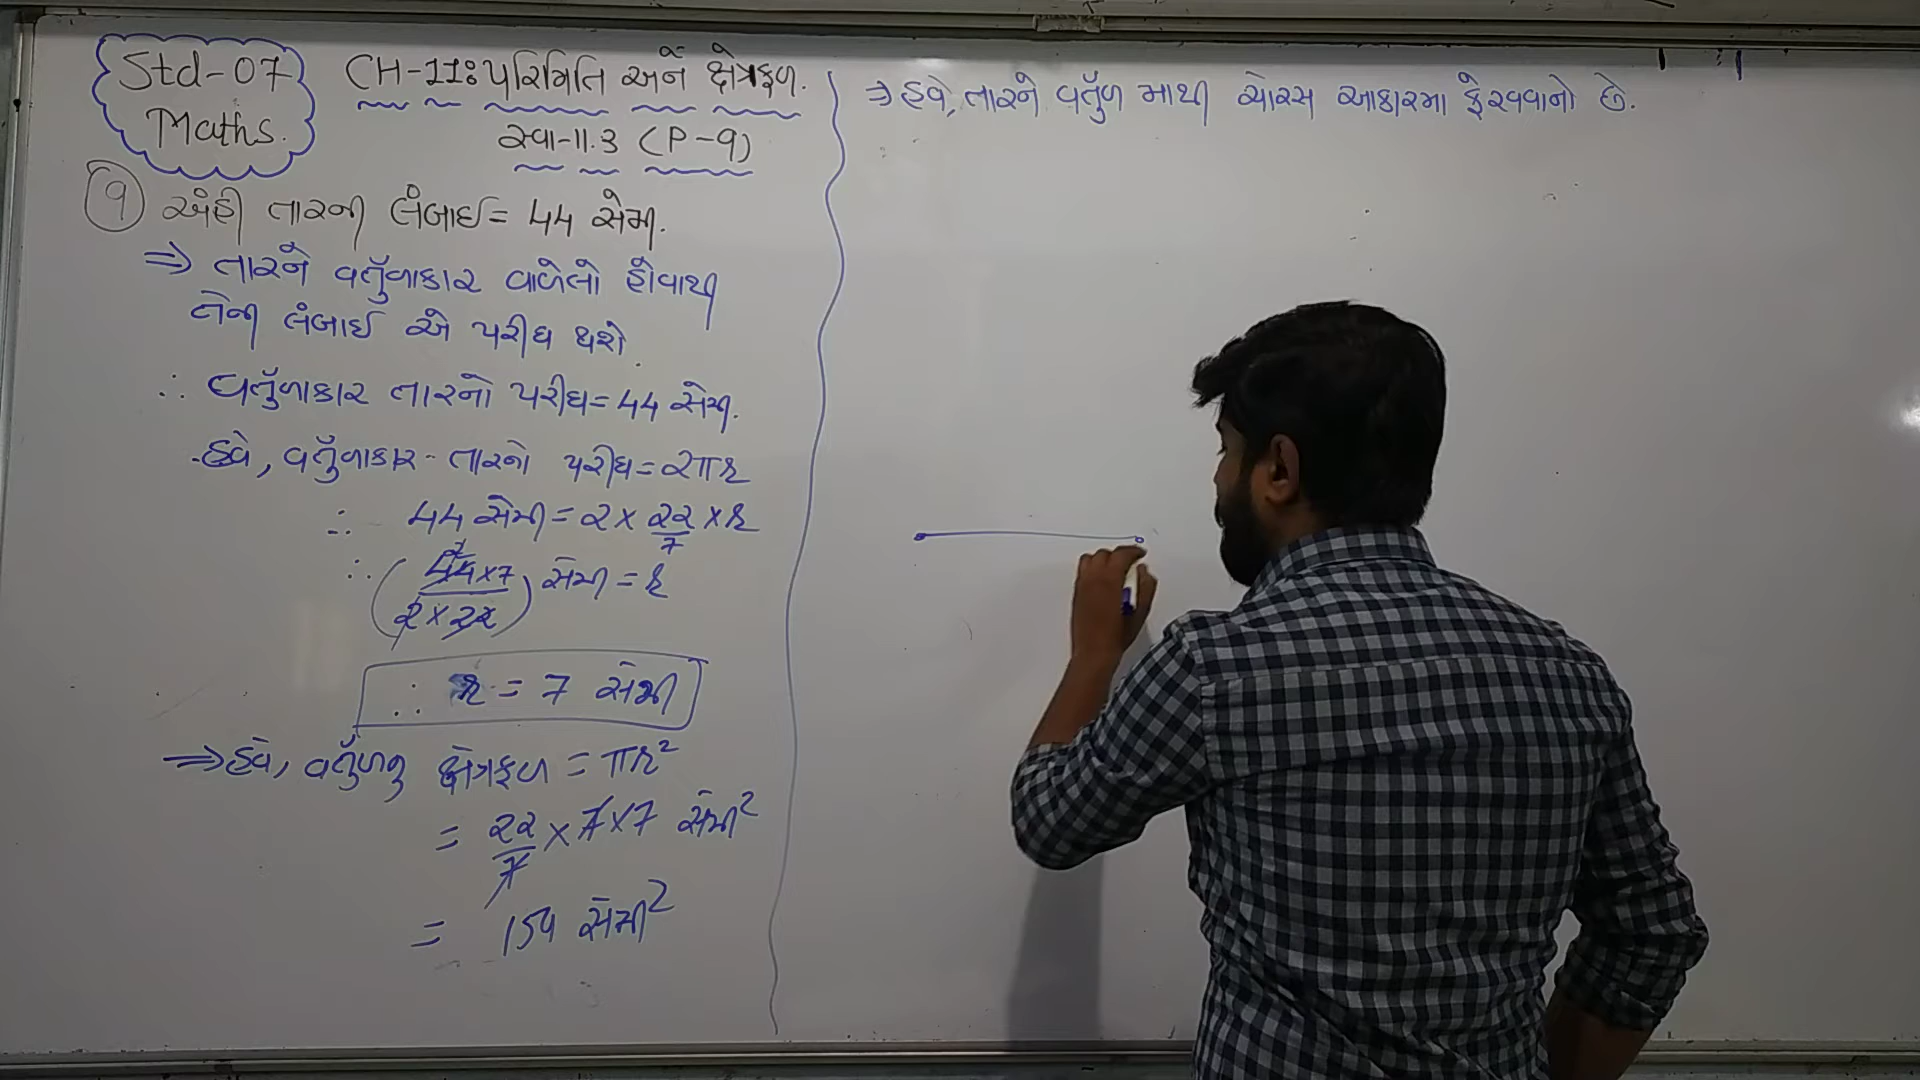 Std-07
Maths.
CH-11: પરિમિતિ અને ક્ષેત્રફળ.
સ્વા-11.3 (P-9)
(9) અંહી તારની લંબાઈ = 44 સેમી.
⇒ તારને વર્તુળાકાર વાળેલો હોવાથી
તેની લંબાઈ એ પરીઘ થશે.
∴ વર્તુળાકાર તારનો પરીઘ = 44 સેમી.
હવે, વર્તુળાકાર તારનો પરીઘ = 2πr
∴ 44 સેમી = 2 × 22/7 × r
∴ (44×7 / 2×22) સેમી = r
∴ r = 7 સેમી
⇒ હવે, વર્તુળનુ ક્ષેત્રફળ = πr²
= 22/7 × 7 × 7 સેમી²
= 154 સેમી²
⇒ હવે, તારને વર્તુળ માથી ચોરસ આકારમા ફેરવવાનો છે.